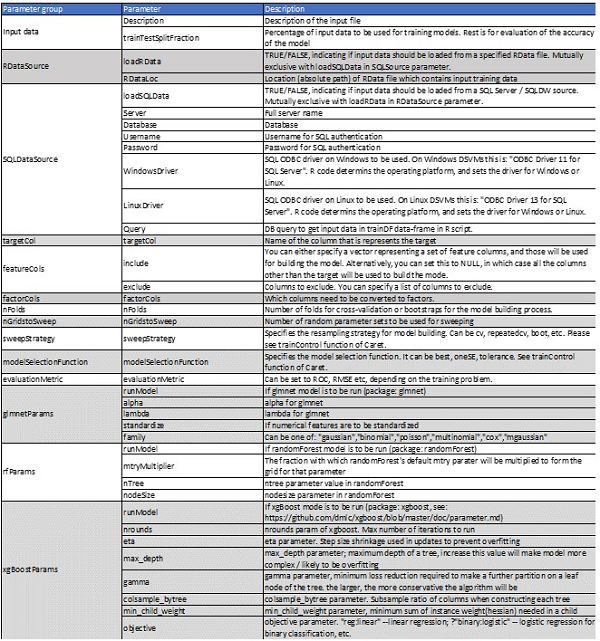 Parameter group Parameter Description
Input data
Description Description of the input file
trainTestSplitFraction Percentage of input data to be used for training models. Rest is for evaluation of the accuracy
of the model
RDataSource
loadRData TRUE/FALSE, indicating if input data should be loaded from a specified RData file. Mutually
exclusive with loadSQLData in SQLSource parameter.
RDataLoc Location (absolute path) of RData file which contains input training data
SQLDataSource
loadSQLData TRUE/FALSE, indicating if input data should be loaded from a SQL Server / SQLDW source.
Mutually exclusive with loadRData in RDataSource parameter.
Server Full server name
Database Database
Username Username for SQL authentication
Password Password for SQL authentication
WindowsDriver SQL ODBC driver on Windows to be used. On Windows DSVMs this is: "ODBC Driver 11 for
SQL Server". R code determins the operating platform, and sets the driver for Windows or
Linux.
LinuxDriver SQL ODBC driver on Linux to be used. On Linux DSVMs this is: "ODBC Driver 13 for SQL
Server". R code determins the operating platform, and sets the driver for Windows or Linux.
Query DB query to get input data in trainDF data-frame in R script.
targetCol targetCol Name of the column that is represents the target
featureCols
include You can either specify a vector representing a set of feature columns, and those will be used
for building the model. Alternatively, you can set this to NULL, in which case all the columns
other than the target will be used to build the mode.
exclude Columns to exclude. You can specify a list of columns to exclude.
factorCols factorCols Which columns need to be converted to factors.
nFolds nFolds Number of folds for cross-validation or bootstraps for the model building process.
nGridstoSweep nGridstoSweep Number of random parameter sets to be used for sweeping
sweepStrategy sweepStrategy Specifies the resampling strategy for model building. Can be cv, repeatedcv, boot, etc. Please
see trainControl function of Caret.
modelSelectionFunction modelSelectionFunction Specifies the model selection function. It can be best, oneSE, tolerance. See trainControl
function of Caret.
evaluationMetric evaluationMetric Can be set to ROC, RMSE etc, depending on the training problem.
glmnetParams
runModel If glmnet model is to be run (package: glmnet)
alpha alpha for glmnet
lambda lambda for glmnet
standardize If numerical features are to be standardized
family Can be one of: "gaussian","binomial","poisson","multinomial","cox","mgaussian"
rfParams
runModel If randomForest model is to be run (package: randomForest)
mtryMultiplier The fraction with which randomForest's default mtry parater will be multiplied to form the
grid for that parameter
nTree ntree parameter value in randomForest
nodeSize nodesize parameter in randomForest
xgBoostParams
runModel If xgBoost mode is to be run (package: xgboost, see:
https://github.com/dmlc/xgboost/blob/master/doc/parameter.md)
nrounds nrounds param of xgboost. Max number of iterations to run
eta eta parameter. Step size shrinkage used in updates to prevent overfitting
max_depth max_depth parameter; maximum depth of a tree, increase this value will make model more
complex / likely to be overfitting
gamma gamma parameter, minimum loss reduction required to make a further partition on a leaf
node of the tree. the larger, the more conservative the algorithm will be
colsample_bytree colsample_bytree parameter. Subsample ratio of columns when constructing each tree
min_child_weight min_child_weight parameter, minimum sum of instance weight(hessian) needed in a child
objective objective parameter. "reg:linear" --linear regression; ?"binary:logistic" -- logistic regression for
binary classification, etc.